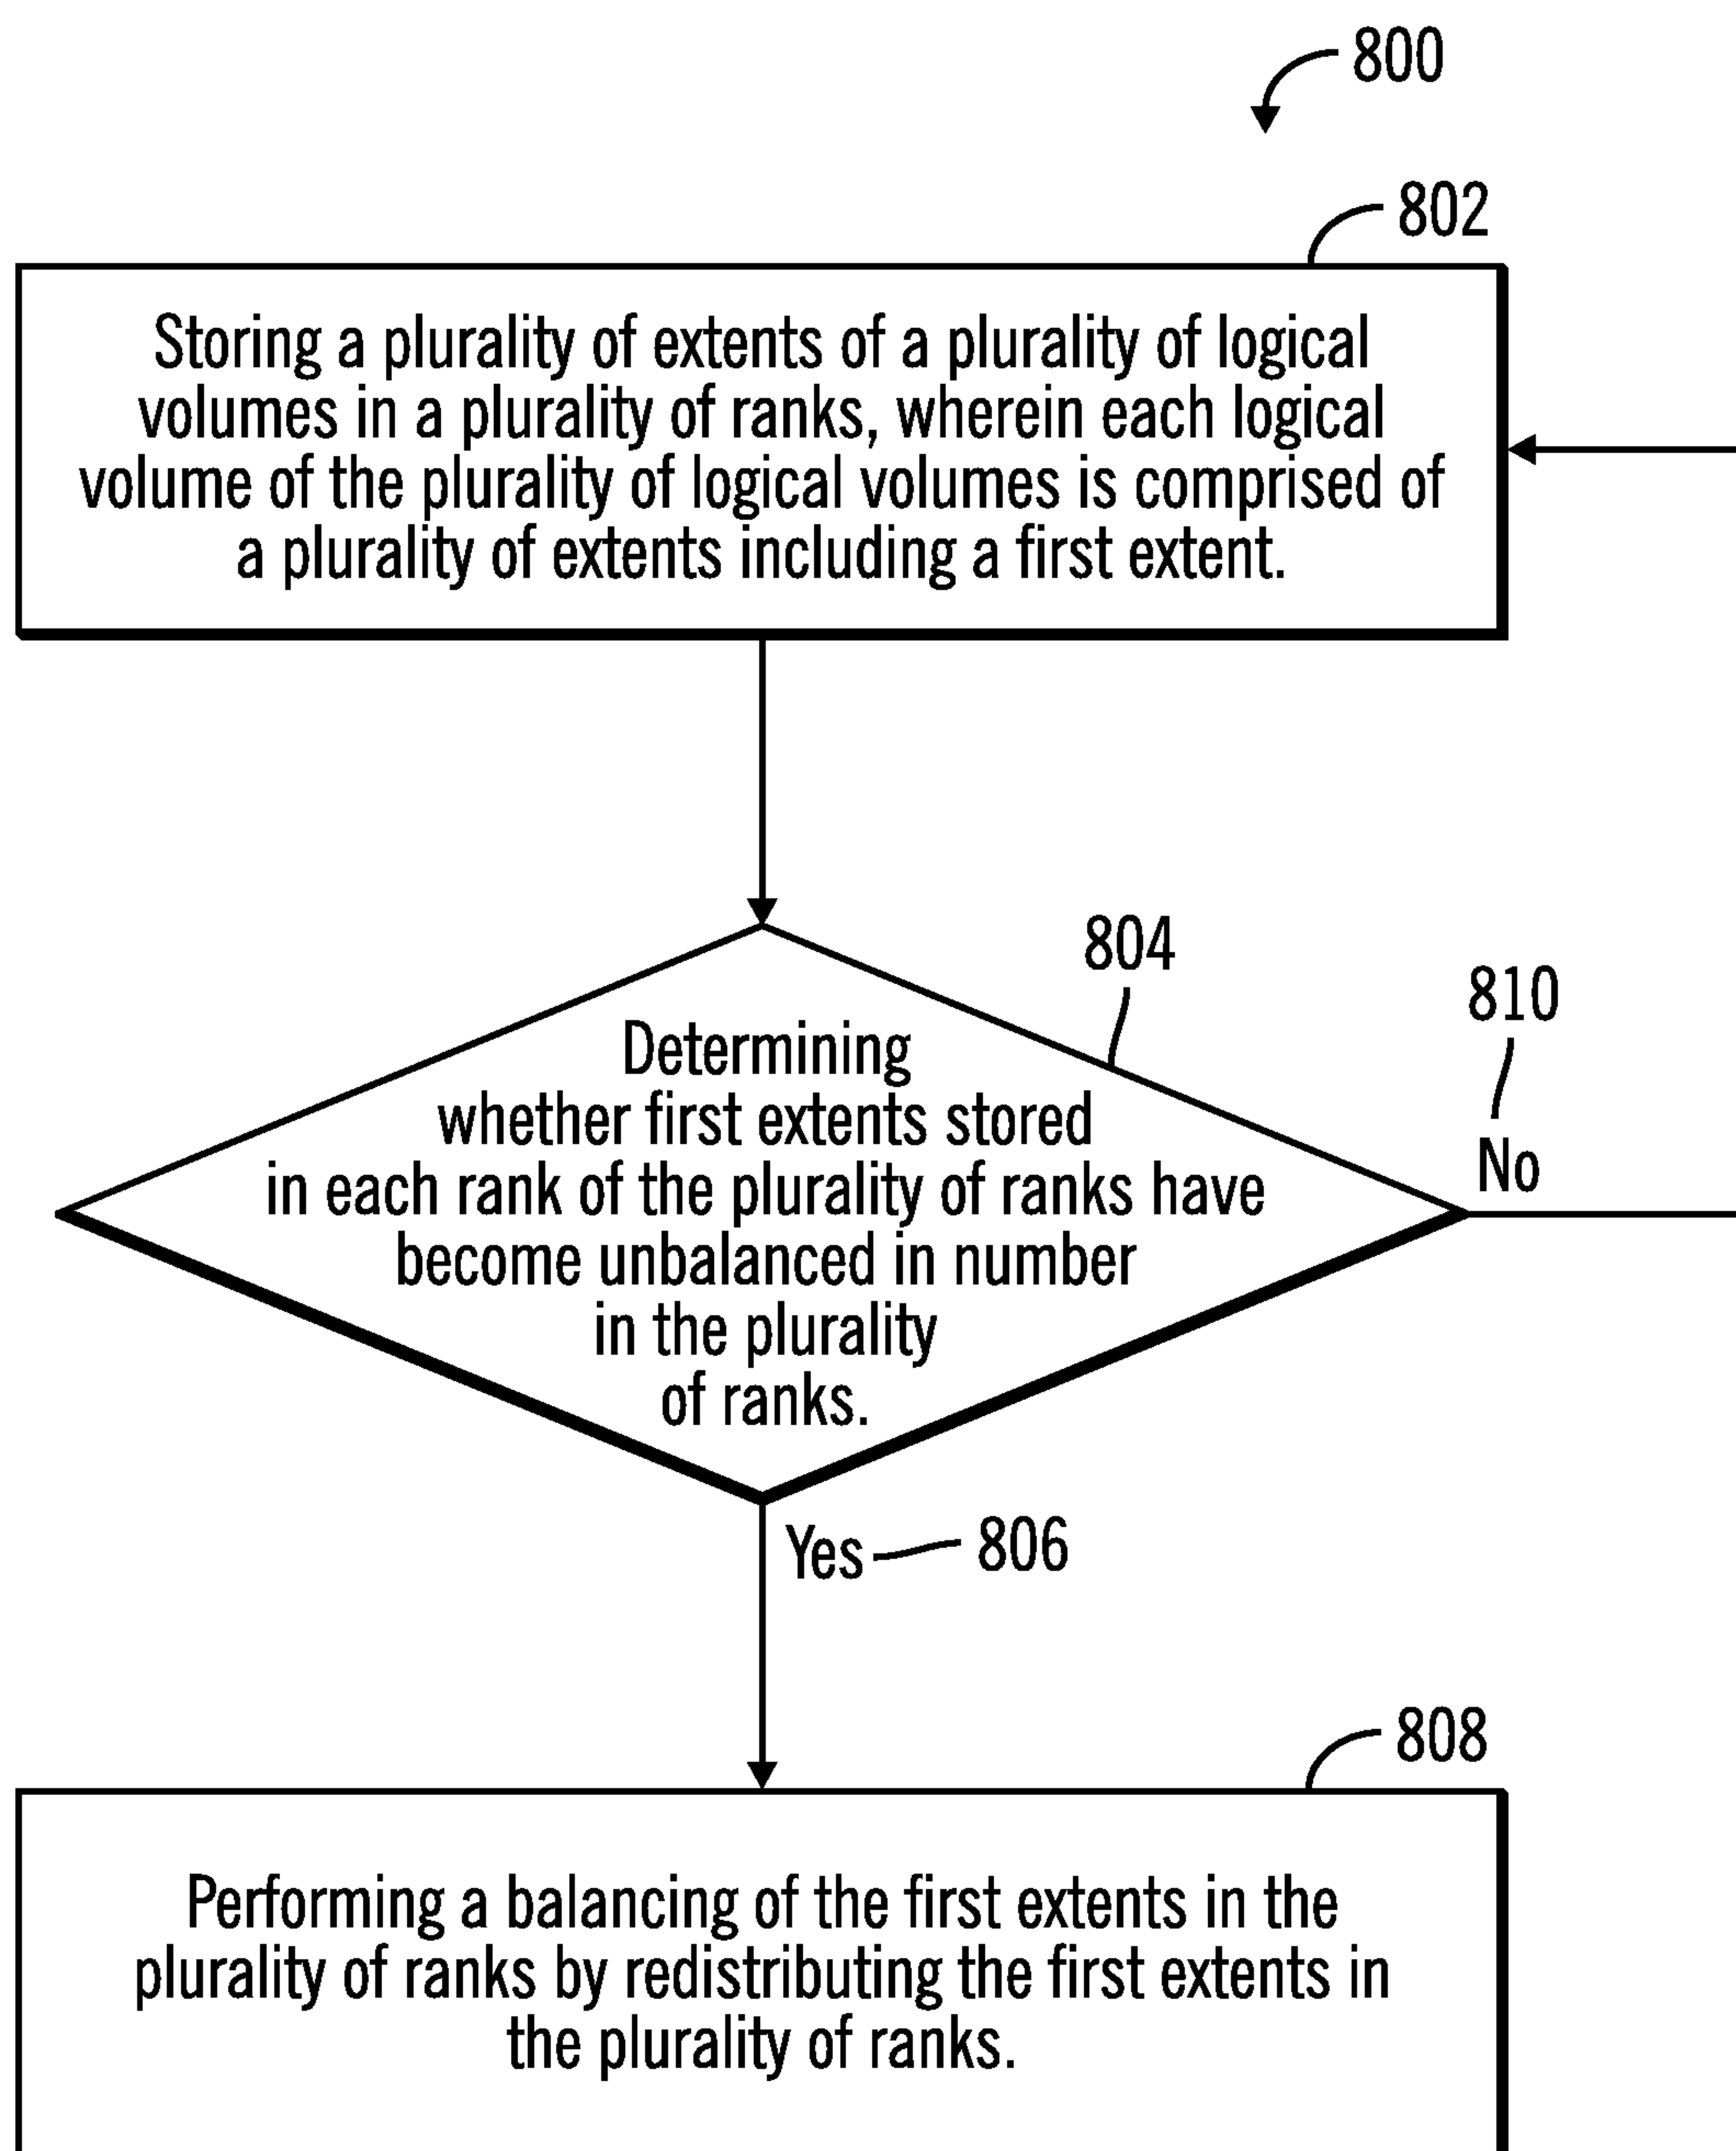 800
802
Storing a plurality of extents of a plurality of logical
volumes in a plurality of ranks, wherein each logical
volume of the plurality of logical volumes is comprised of
a plurality of extents including a first extent.
804
810
Determining
whether first extents stored
in each rank of the plurality of ranks have
become unbalanced in number
in the plurality
of ranks.
No
Yes
806
808
Performing a balancing of the first extents in the
plurality of ranks by redistributing the first extents in
the plurality of ranks.